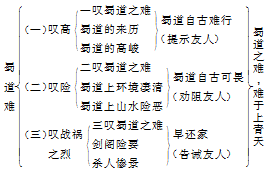 蜀道难
(一)叹高
一叹蜀道之难
蜀道的来历
蜀道的高峻
蜀道自古难行
(提示友人)
(二)叹险
二叹蜀道之难
蜀道上环境凄清
蜀道上山水险恶
蜀道自古可畏
(劝阻友人)
(三)叹战祸
之烈
三叹蜀道之难
剑阁险要
杀人惨景
早还家
(告诫友人)
蜀道之难,难于上青天